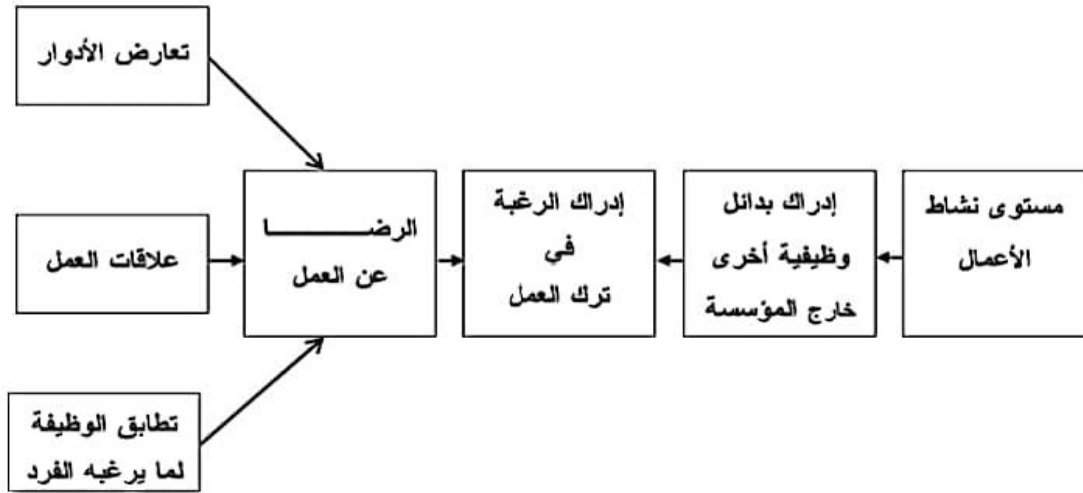 تعارض الأدوار
مستوى نشاط
الأعمال
إدراك بدائل
وظيفية أخرى
خارج المؤسسة
إدراك الرغبة
في
ترك العمل
الرضــــــــا
عن العمل
علاقات العمل
تطابق الوظيفة
لما يرغبه الفرد